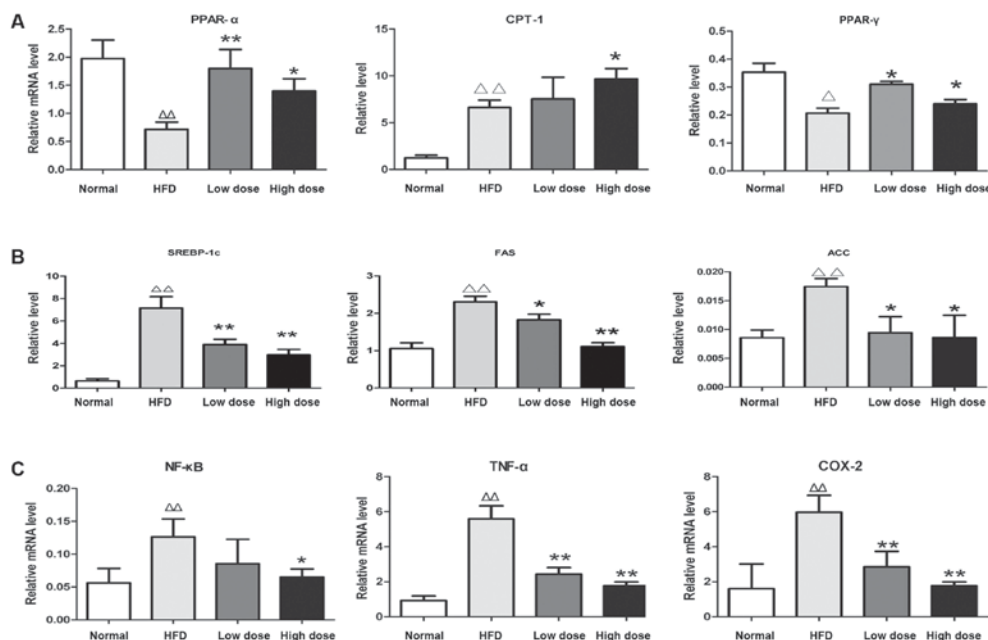 A
PPAR- α
Relative mRNA level
2.5
2.0
1.5
1.0
0.5
0.0
ΔΔ
**
*
Normal HFD Low dose High dose
CPT-1
Relative level
15
10
5
0
△ △
*
Normal HFD Low dose High dose
PPAR-γ
Relative level
0.5
0.4
0.3
0.2
0.1
0.0
△
*
*
Normal HFD Low dose High dose
B
SREBP-1c
Relative level
10
8
6
4
2
0
△△
**
**
Normal HFD Low dose High dose
FAS
Relative level
3
2
1
0
△△
*
**
Normal HFD Low dose High dose
ACC
Relative level
0.020
0.015
0.010
0.005
0.000
△ △
*
*
Normal HFD Low dose High dose
C
NF-κB
Relative mRNA level
0.20
0.15
0.10
0.05
0.00
ΔΔ
*
Normal HFD Low dose High dose
TNF-α
Relative mRNA level
8
6
4
2
0
ΔΔ
**
**
Normal HFD Low dose High dose
COX-2
Relative mRNA level
8
6
4
2
0
ΔΔ
**
**
Normal HFD Low dose High dose